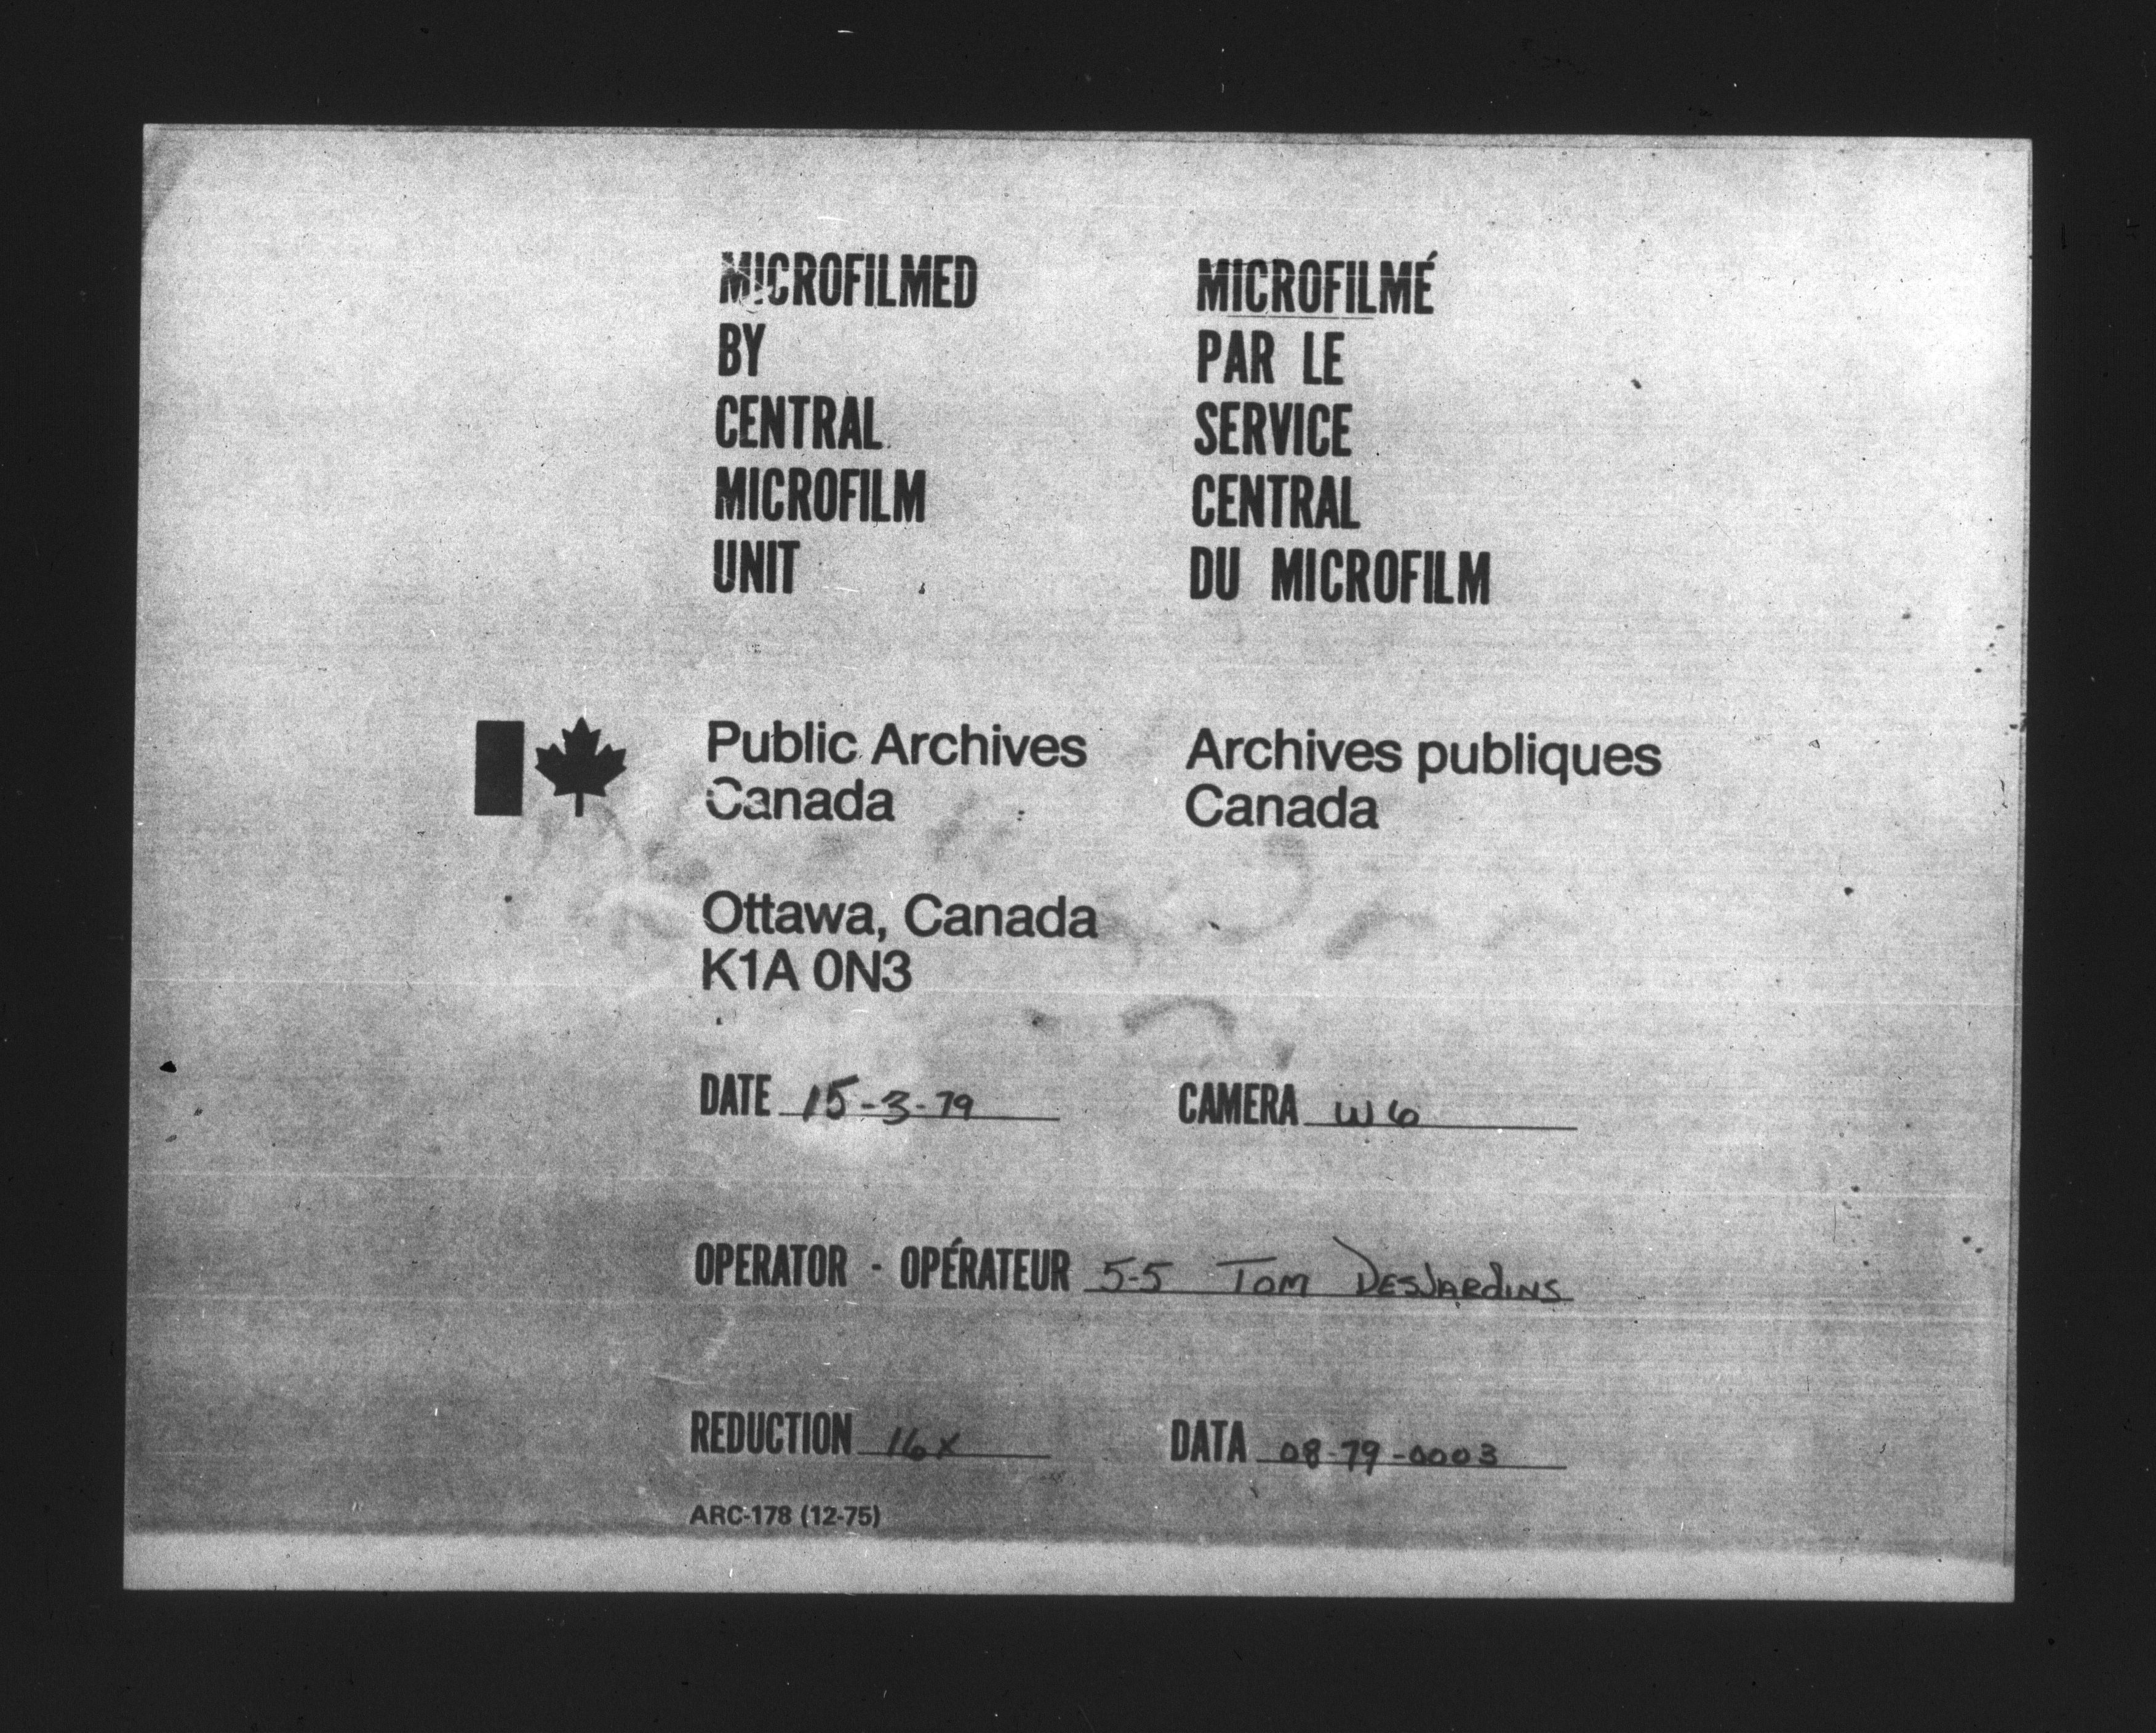 MICROFILMED
BY
CENTRAL
MICROFILM
UNIT
MICROFILMÉ
PAR LE
SERVICE
CENTRAL
DU MICROFILM
Public Archives
Canada
Archives publiques
Canada
Ottawa, Canada
K1A 0N3
DATE 15-3-79
CAMERA W6
OPERATOR - OPÉRATEUR 5-5 TOM DESJARDINS
REDUCTION 16x
DATA 08-79-0003
ARC-178 (12-75)